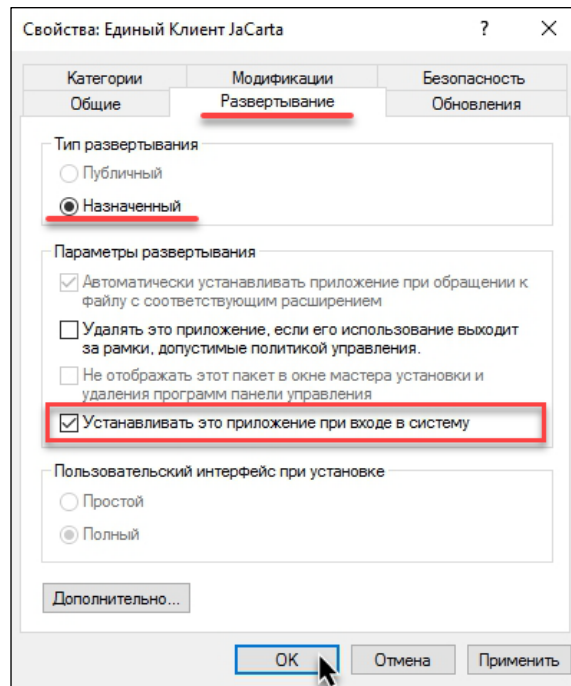 Свойства: Единый Клиент JaCarta ?
Категории Модификации Безопасность
Общие Развертывание Обновления
Тип развертывания
Публичный
Назначенный
Параметры развертывания
Автоматически устанавливать приложение при обращении к
файлу с соответствующим расширением
Удалять это приложение, если его использование выходит
за рамки, допустимые политикой управления.
Не отображать этот пакет в окне мастера установки и
удаления программ панели управления
Устанавливать это приложение при входе в систему
Пользовательский интерфейс при установке
Простой
Полный
Дополнительно...
OK Отмена Применить